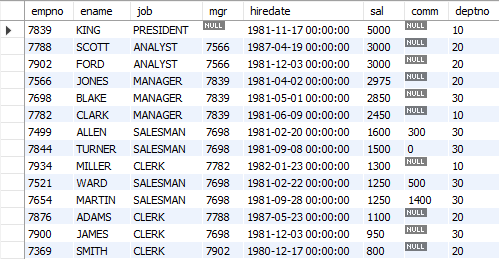 empno ename job mgr hiredate sal comm deptno
7839 KING PRESIDENT NULL 1981-11-17 00:00:00 5000 NULL 10
7788 SCOTT ANALYST 7566 1987-04-19 00:00:00 3000 NULL 20
7902 FORD ANALYST 7566 1981-12-03 00:00:00 3000 NULL 20
7566 JONES MANAGER 7839 1981-04-02 00:00:00 2975 NULL 20
7698 BLAKE MANAGER 7839 1981-05-01 00:00:00 2850 NULL 30
7782 CLARK MANAGER 7839 1981-06-09 00:00:00 2450 NULL 10
7499 ALLEN SALESMAN 7698 1981-02-20 00:00:00 1600 300 30
7844 TURNER SALESMAN 7698 1981-09-08 00:00:00 1500 0 30
7934 MILLER CLERK 7782 1982-01-23 00:00:00 1300 NULL 10
7521 WARD SALESMAN 7698 1981-02-22 00:00:00 1250 500 30
7654 MARTIN SALESMAN 7698 1981-09-28 00:00:00 1250 1400 30
7876 ADAMS CLERK 7788 1987-05-23 00:00:00 1100 NULL 20
7900 JAMES CLERK 7698 1981-12-03 00:00:00 950 NULL 30
7369 SMITH CLERK 7902 1980-12-17 00:00:00 800 NULL 20